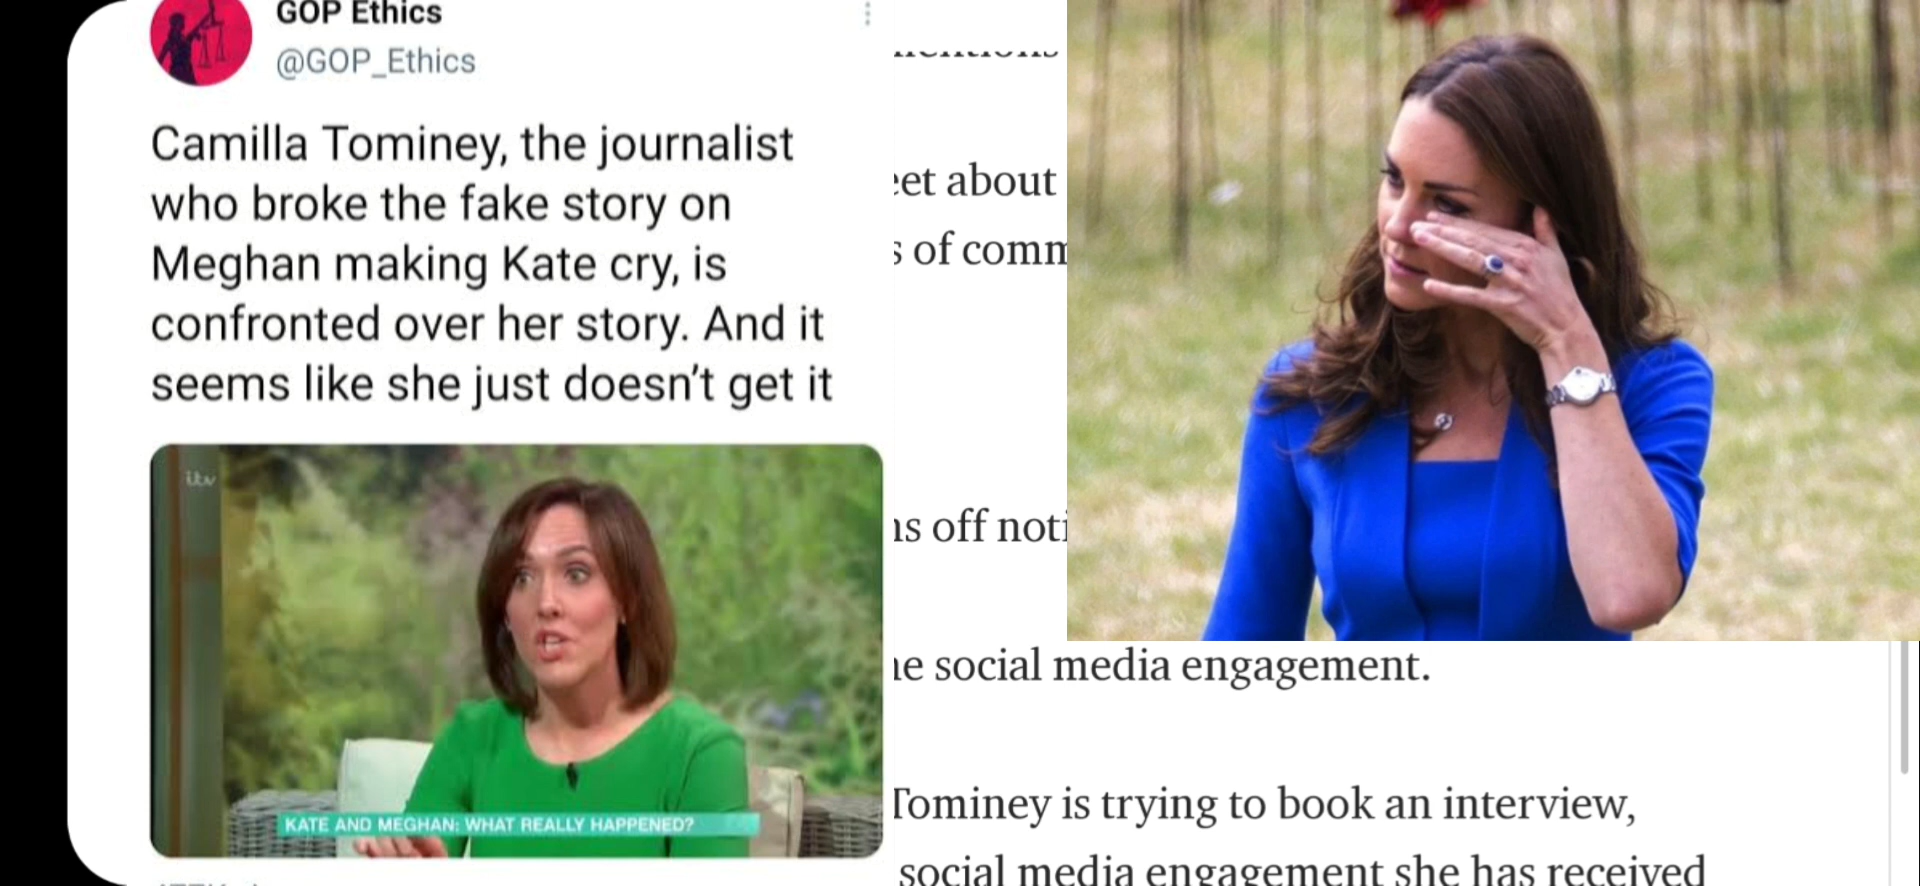 GOP Ethics
@GOP_Ethics
Camilla Tominey, the journalist
who broke the fake story on
Meghan making Kate cry, is
confronted over her story. And it
seems like she just doesn't get it
itv
KATE AND MEGHAN: WHAT REALLY HAPPENED?
about
of comm
off noti
social media engagement.
Tominey is trying to book an interview,
social media engagement she has received